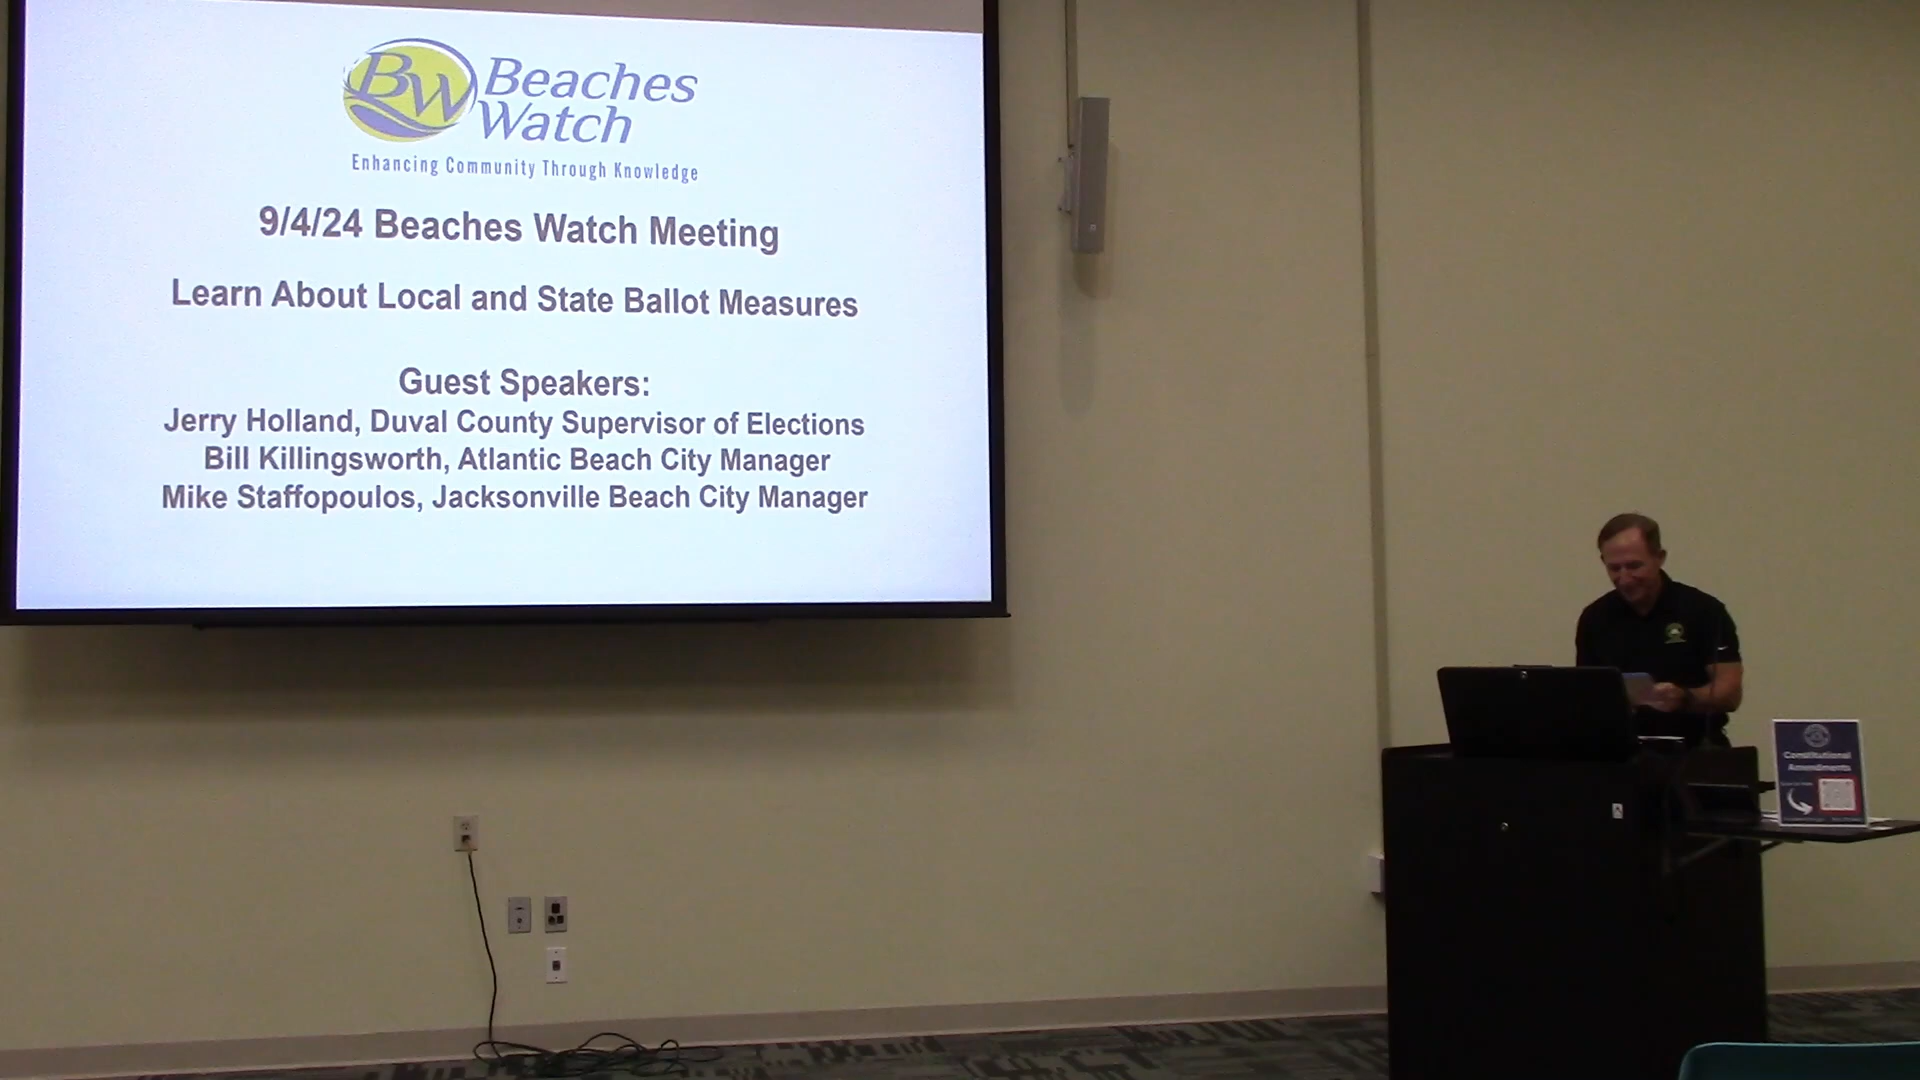 BW Beaches
Watch
Enhancing Community Through Knowledge
9/4/24 Beaches Watch Meeting
Learn About Local and State Ballot Measures
Guest Speakers:
Jerry Holland, Duval County Supervisor of Elections
Bill Killingsworth, Atlantic Beach City Manager
Mike Staffopoulos, Jacksonville Beach City Manager
Constitutional
Amendments